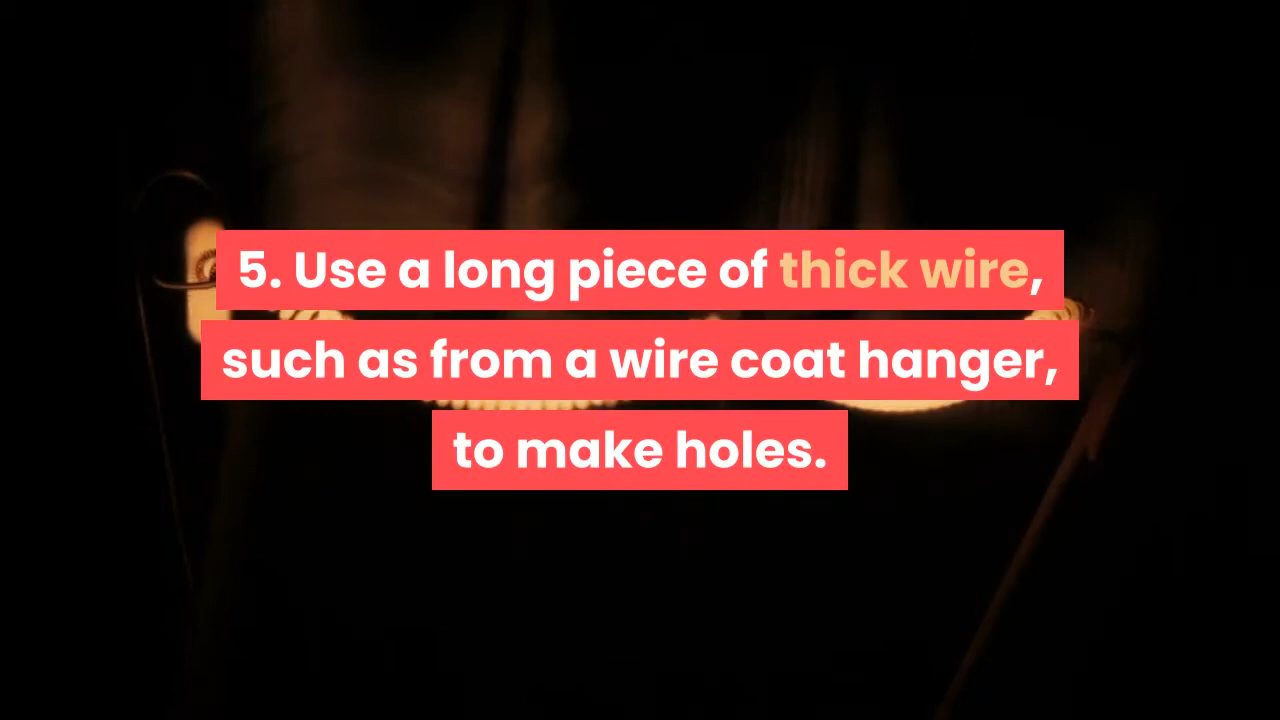 5. Use a long piece of thick wire,
such as from a wire coat hanger,
to make holes.